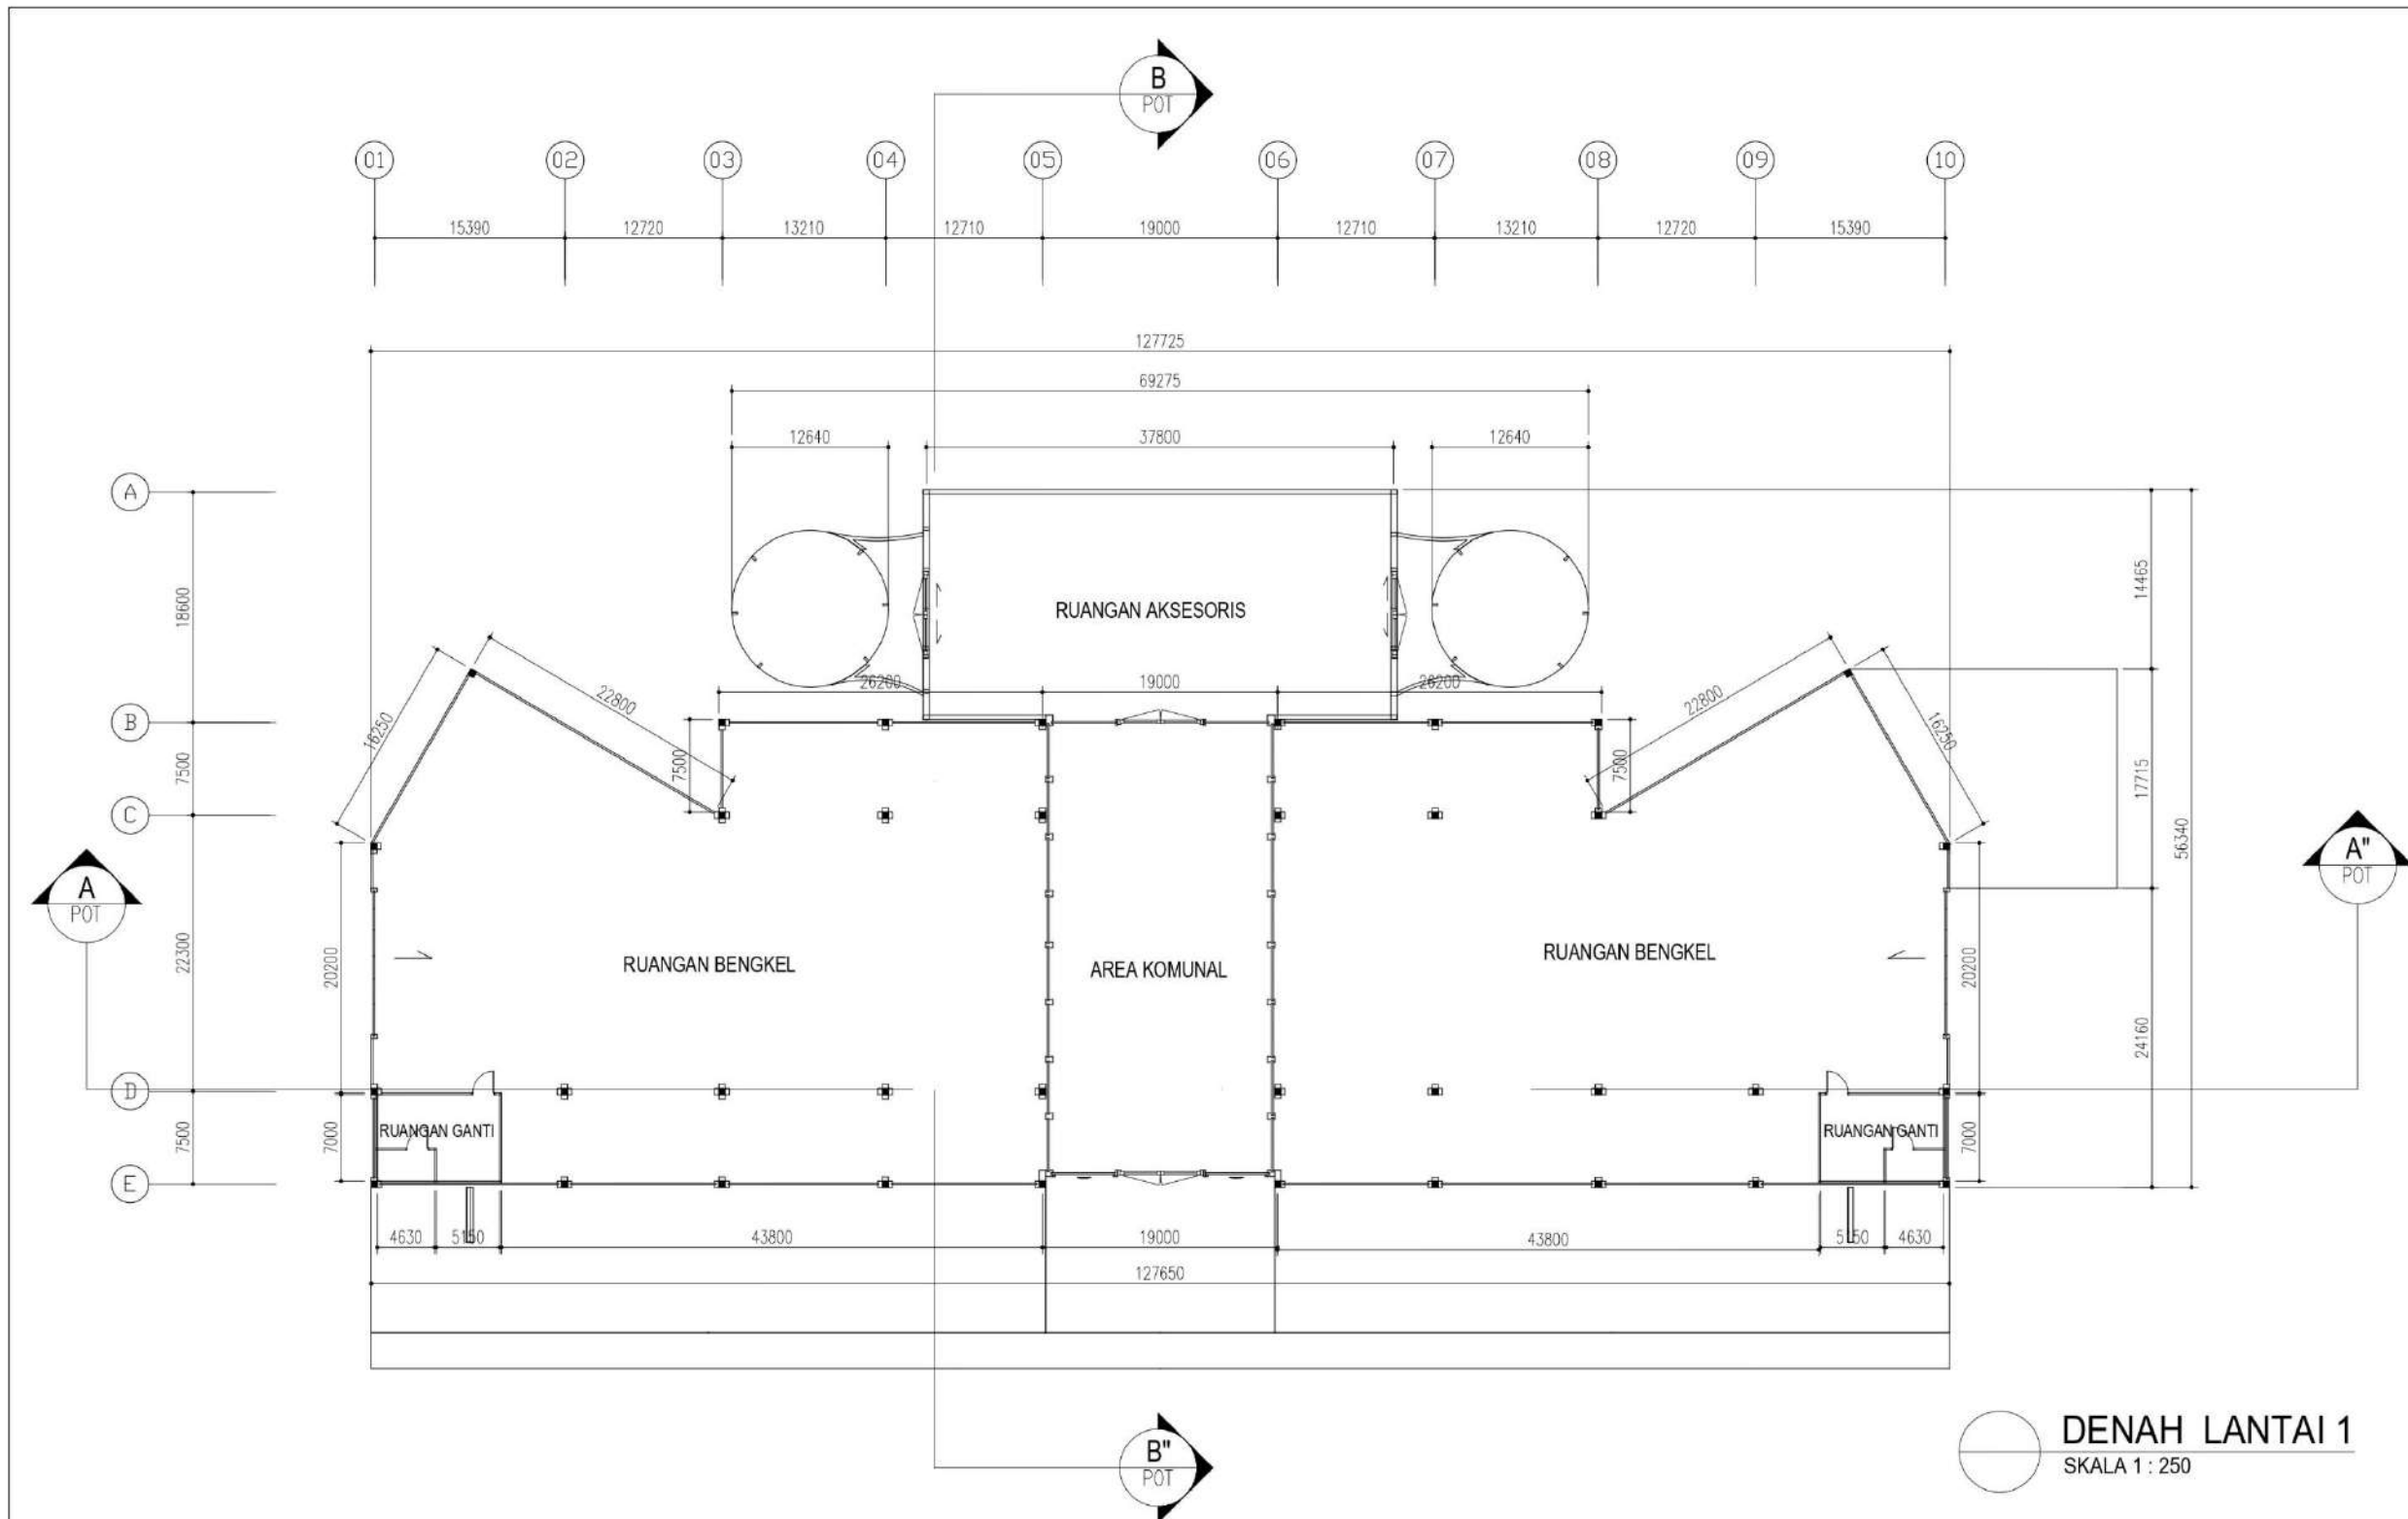 B
POT
01 02 03 04 05 06 07 08 09 10
15390 12720 13210 12710 19000 12710 13210 12720 15390
127725
69275
12640 37800 12640
A
18600
14465
RUANGAN AKSESORIS
26200 19000 26200
22800 22800
16250 16250
B
7500
7500 7500
17715
C
56340
A
POT
A"
POT
22300
20200
RUANGAN BENGKEL
AREA KOMUNAL
RUANGAN BENGKEL
20200
24160
D
7500
7000
RUANGAN GANTI
RUANGAN GANTI
7000
E
4630 5150 43800 19000 43800 5150 4630
127650
B"
POT
DENAH LANTAI 1
SKALA 1 : 250